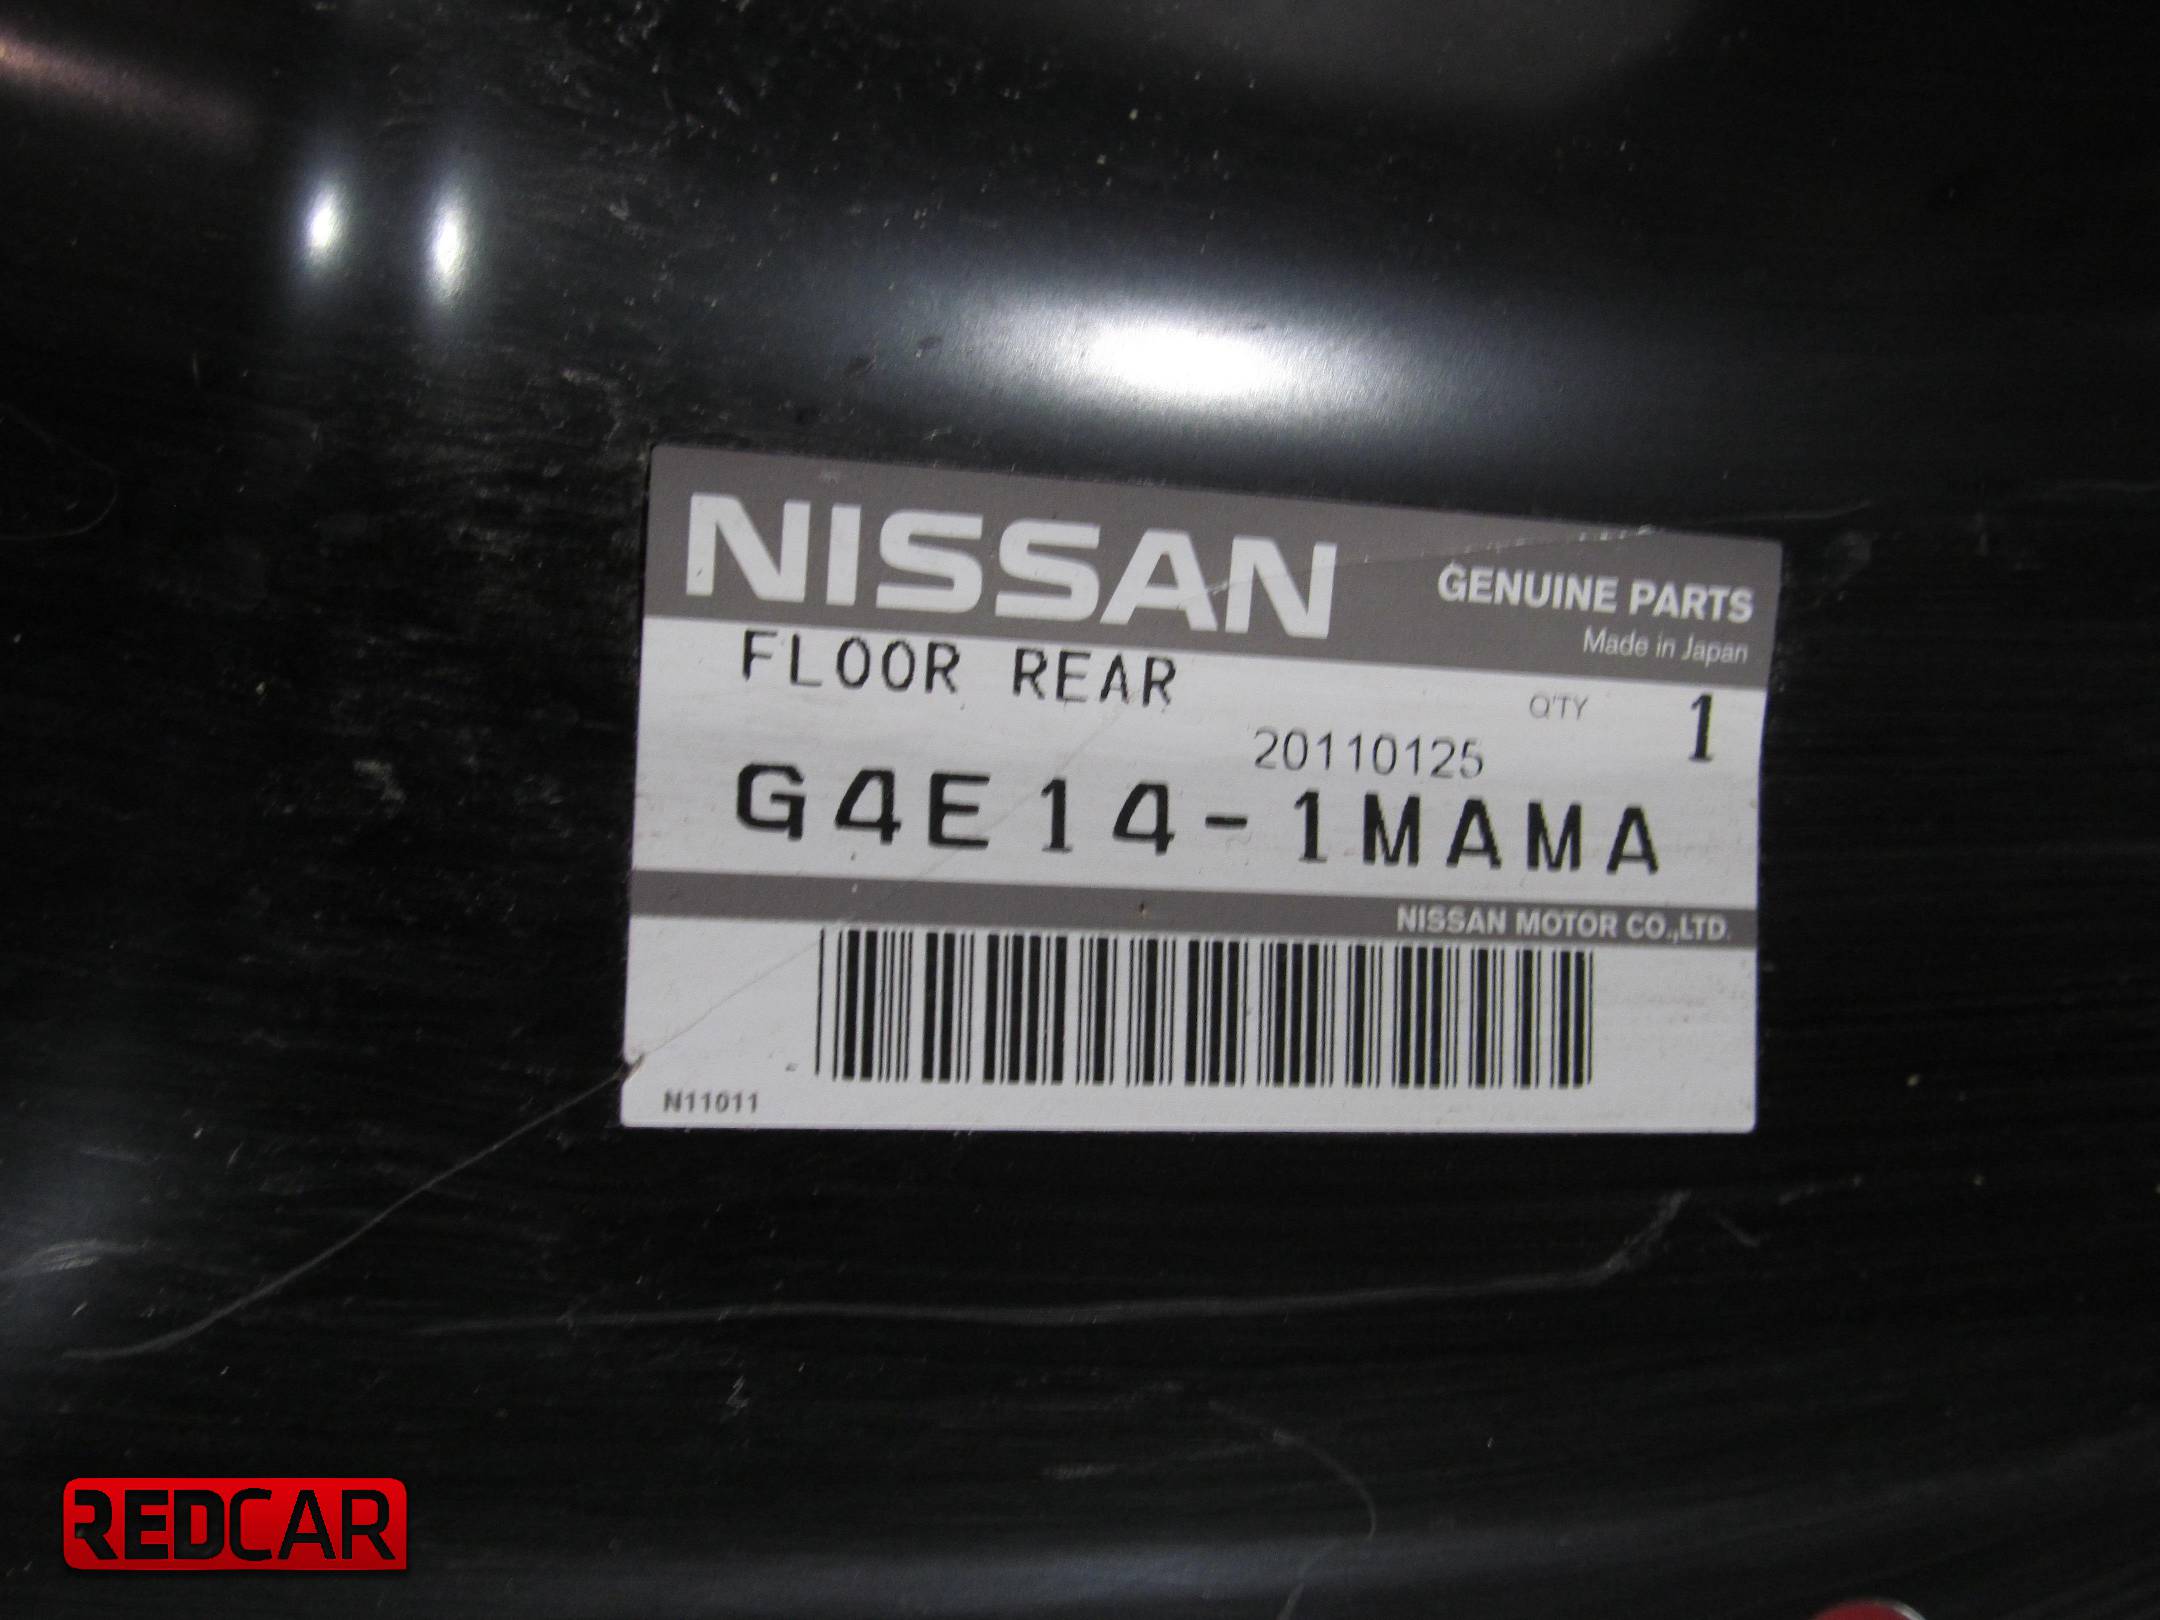 NISSAN
GENUINE PARTS
Made in Japan
FLOOR REAR
Q'TY 1
20110125
G4E14-1MAMA
NISSAN MOTOR CO.,LTD.
N11011
REDCAR